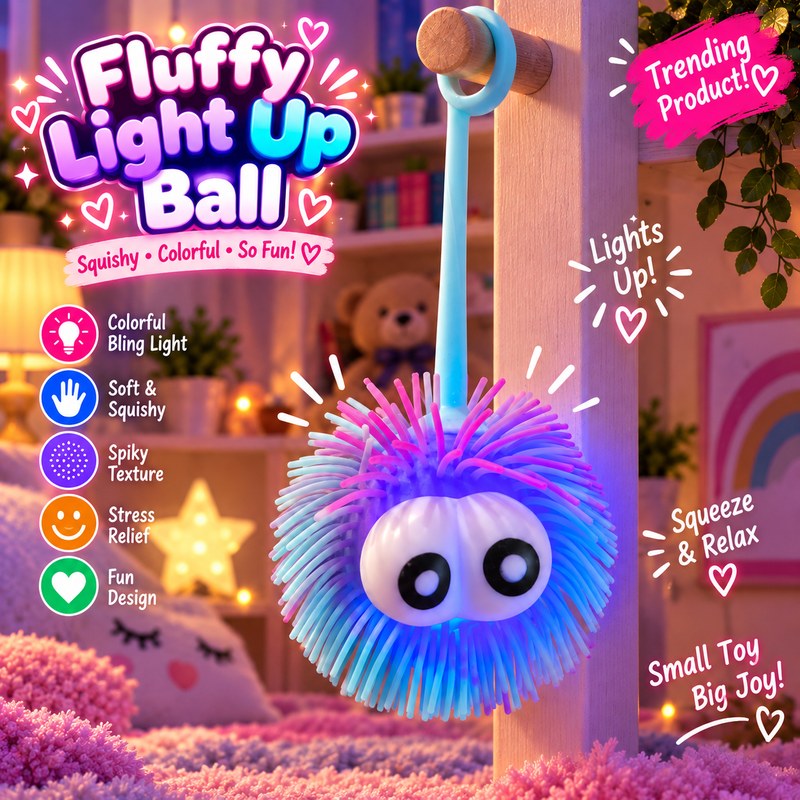 Fluffy
Light Up
Ball
Squishy • Colorful • So Fun!
Colorful
Bling Light
Soft &
Squishy
Spiky
Texture
Stress
Relief
Fun
Design
Trending
Product!
Lights
Up!
Squeeze
& Relax
Small Toy
Big Joy!